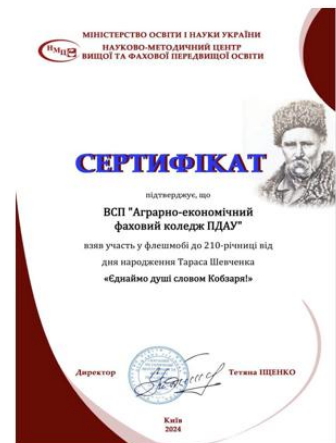 МІНІСТЕРСТВО ОСВІТИ І НАУКИ УКРАЇНИ
НАУКОВО-МЕТОДИЧНИЙ ЦЕНТР
ВИЩОЇ ТА ФАХОВОЇ ПЕРЕДВИЩОЇ ОСВІТИ
НМЦ
СЕРТИФІКАТ
підтверджує, що
ВСП "Аграрно-економічний
фаховий коледж ПДАУ"
взяв участь у флешмобі до 210-річниці від
дня народження Тараса Шевченка
«Єднаймо душі словом Кобзаря!»
Директор Тетяна ІЩЕНКО
Київ
2024